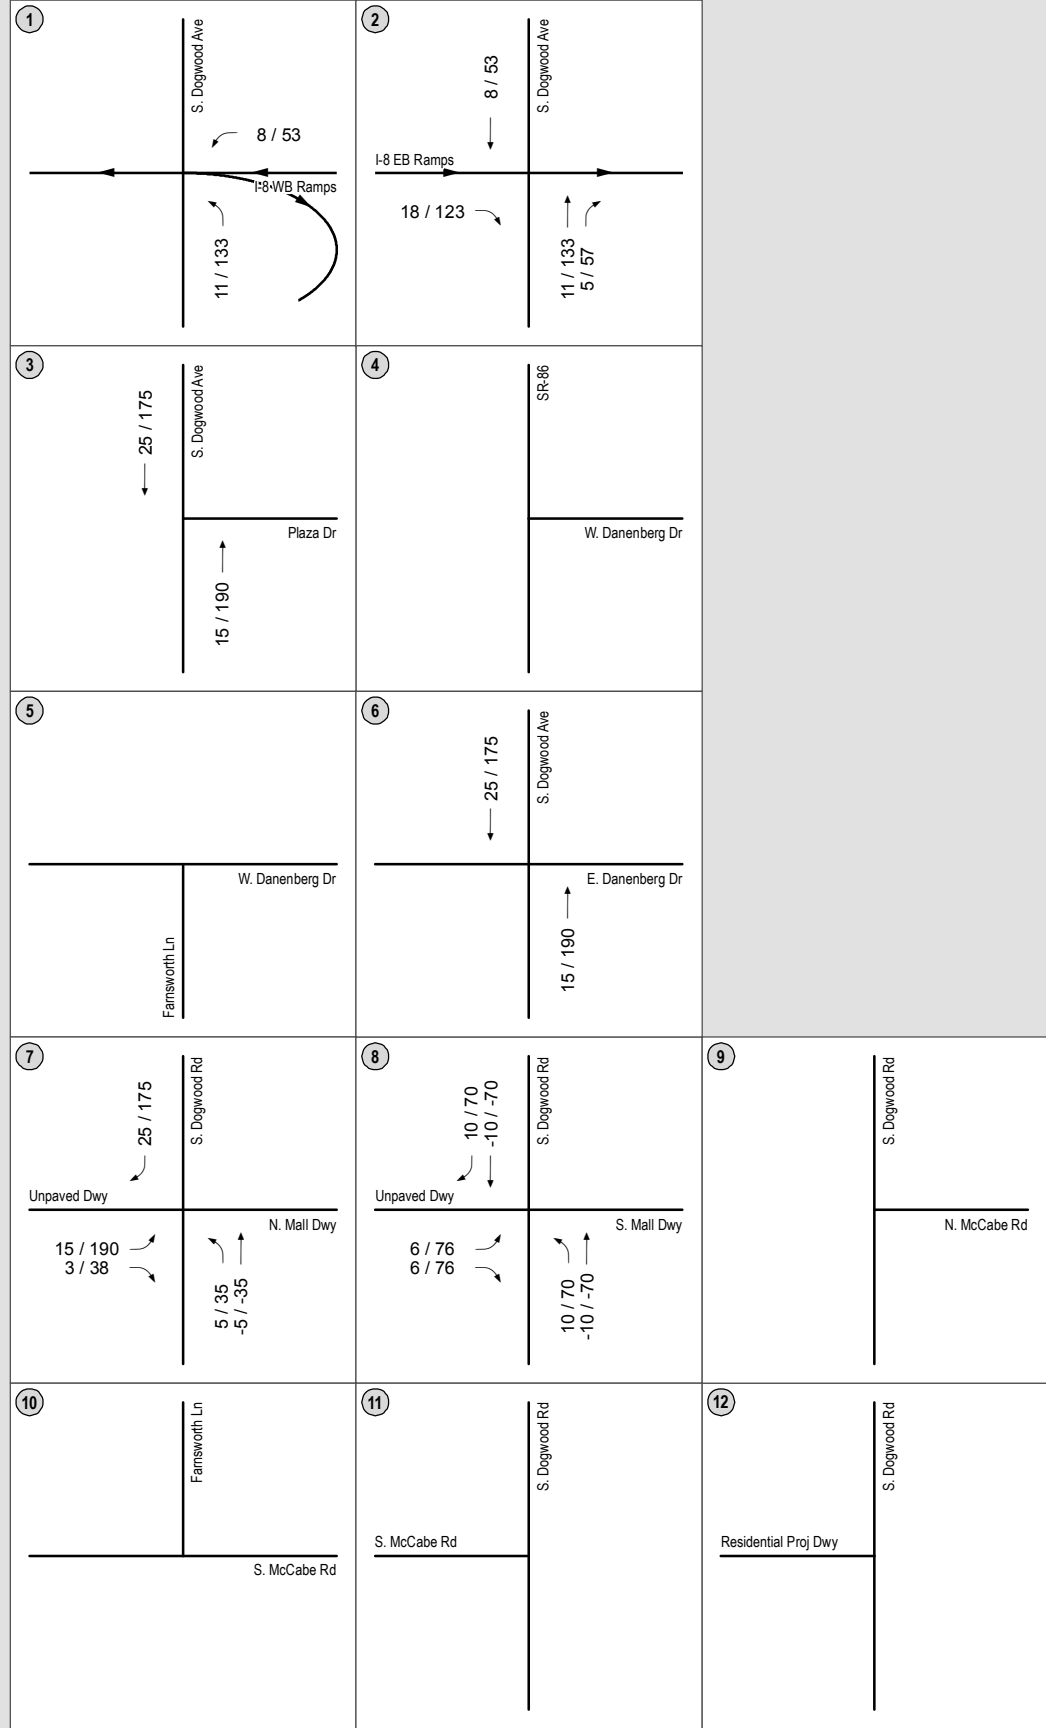 1
S. Dogwood Ave
8 / 53
I-8 WB Ramps
11 / 133
2
S. Dogwood Ave
8 / 53
I-8 EB Ramps
18 / 123
11 / 133
5 / 57
3
S. Dogwood Ave
25 / 175
Plaza Dr
15 / 190
4
SR-86
W. Danenberg Dr
5
W. Danenberg Dr
Farnsworth Ln
6
S. Dogwood Ave
25 / 175
E. Danenberg Dr
15 / 190
7
S. Dogwood Rd
25 / 175
Unpaved Dwy
N. Mall Dwy
15 / 190
3 / 38
5 / 35
-5 / -35
8
S. Dogwood Rd
10 / 70
-10 / -70
Unpaved Dwy
S. Mall Dwy
6 / 76
6 / 76
10 / 70
-10 / -70
9
S. Dogwood Rd
N. McCabe Rd
10
Farnsworth Ln
S. McCabe Rd
11
S. Dogwood Rd
S. McCabe Rd
12
S. Dogwood Rd
Residential Proj Dwy